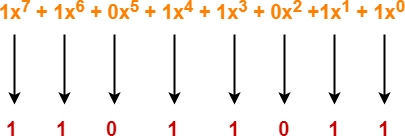 1x⁷ + 1x⁶ + 0x⁵ + 1x⁴ + 1x³ + 0x² +1x¹ + 1x⁰
1 1 0 1 1 0 1 1